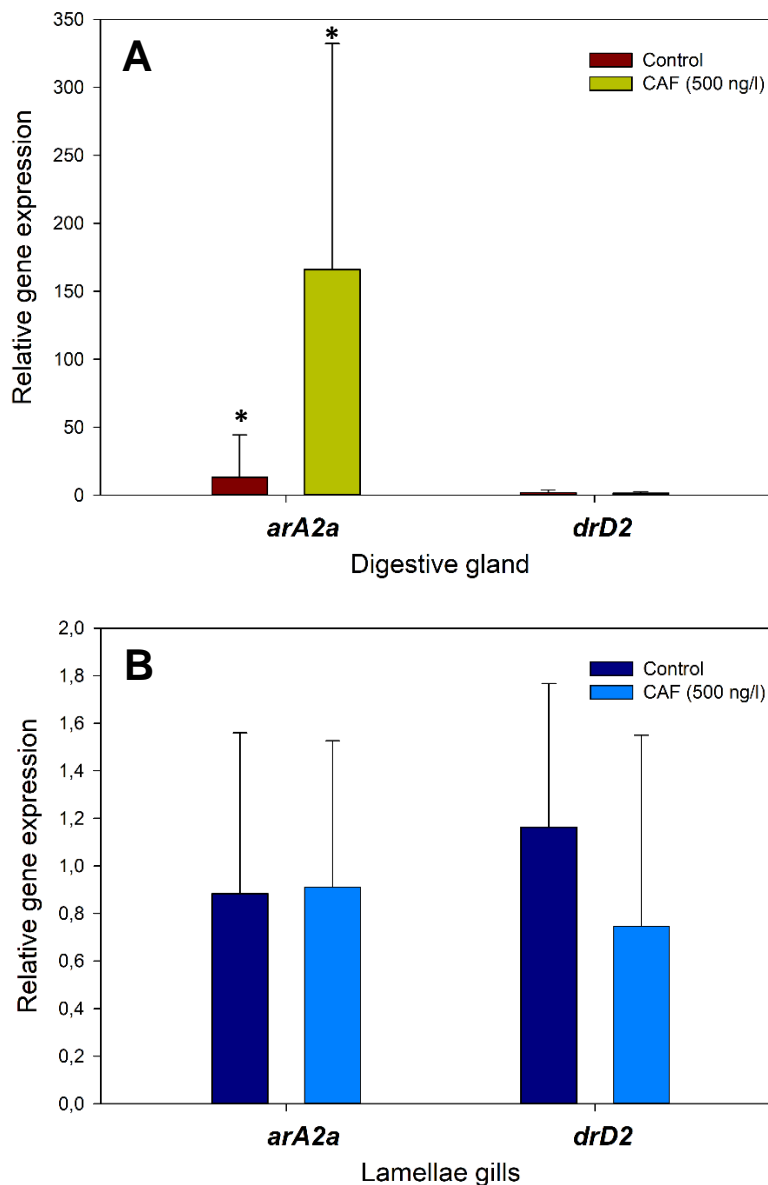 A
Control
CAF (500 ng/l)
Relative gene expression
350
300
250
200
150
100
50
0
*
*
arA2a
drD2
Digestive gland
B
Control
CAF (500 ng/l)
Relative gene expression
2,0
1,8
1,6
1,4
1,2
1,0
0,8
0,6
0,4
0,2
0,0
arA2a
drD2
Lamellae gills